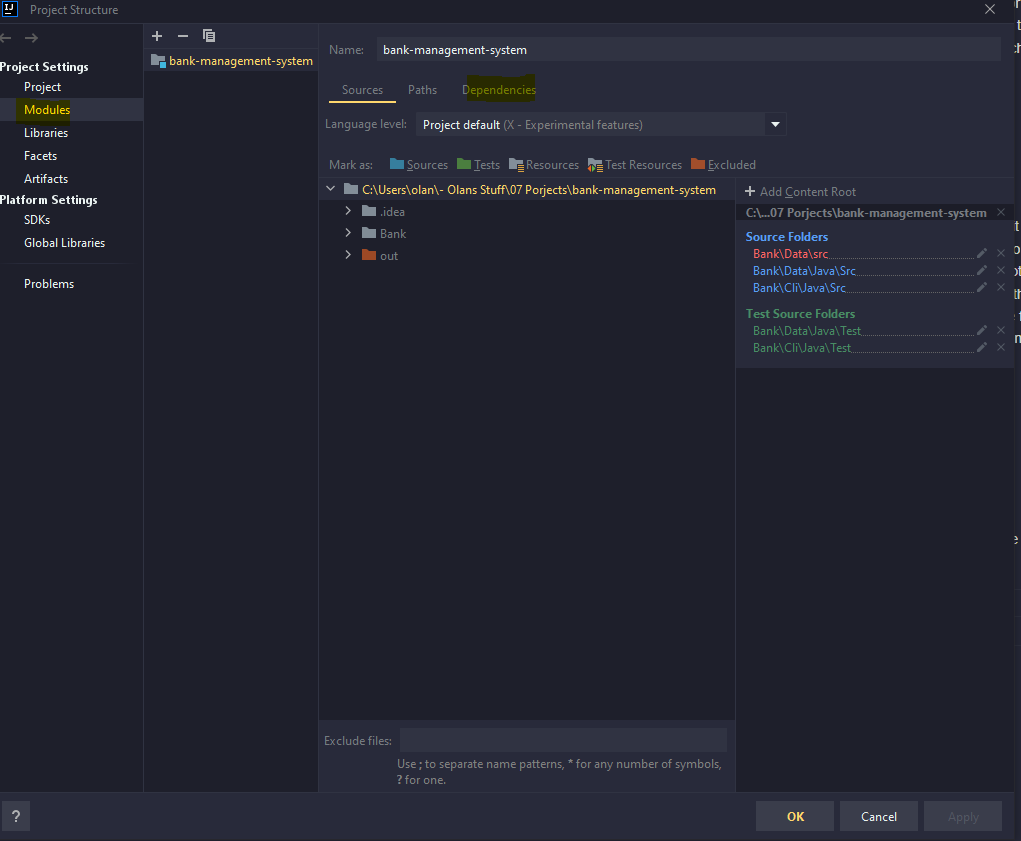 IJ
Project Structure
Project Settings
Project
Modules
Libraries
Facets
Artifacts
Platform Settings
SDKs
Global Libraries
Problems
bank-management-system
Name: bank-management-system
Sources Paths Dependencies
Language level: Project default (X - Experimental features)
Mark as: Sources Tests Resources Test Resources Excluded
C:\Users\olan\- Olans Stuff\07 Porjects\bank-management-system
.idea
Bank
out
+ Add Content Root
C:\...07 Porjects\bank-management-system
Source Folders
Bank\Data\src
Bank\Data\Java\Src
Bank\Cli\Java\Src
Test Source Folders
Bank\Data\Java\Test
Bank\Cli\Java\Test
Exclude files:
Use ; to separate name patterns, * for any number of symbols,
? for one.
?
OK Cancel Apply